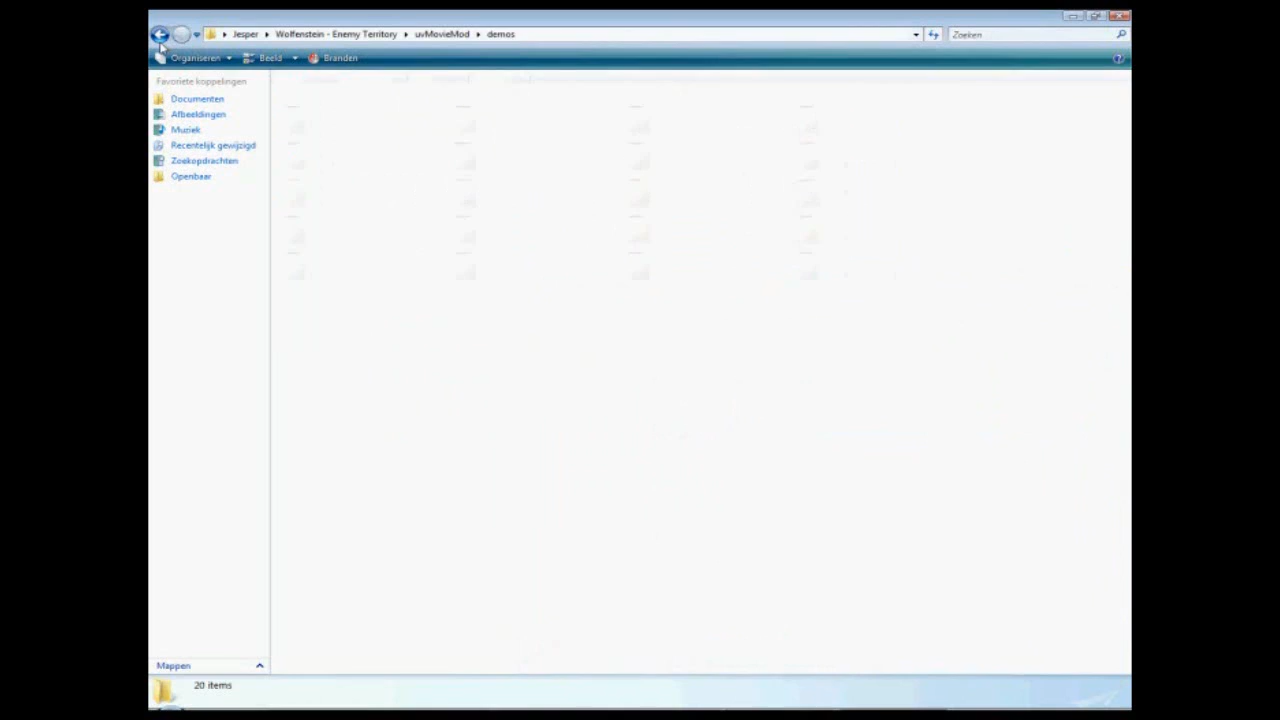 Jesper Wolfenstein - Enemy Territory uvMovieMod demos Zoeken
Organiseren Beeld Branden
Favoriete koppelingen
Documenten
Afbeeldingen
Muziek
Recentelijk gewijzigd
Zoekopdrachten
Openbaar
Mappen
20 items